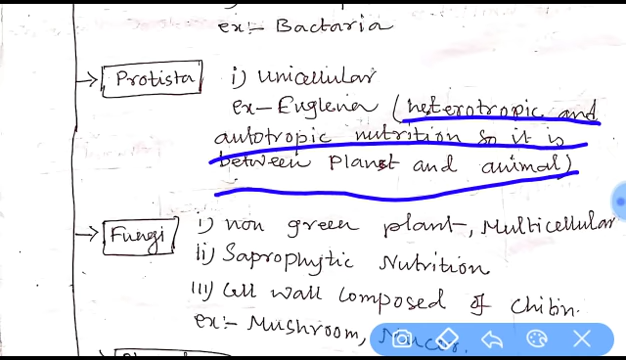 ex:- Bactaria
Protista i) Unicellular
ex- Euglena (heterotropic and
autotropic nutrition so it is
between Planet and animal)
Fungi i) non green plant, Multicellular
ii) Saprophytic Nutrition
iii) Cell wall Composed of Chitin.
ex:- Mushroom,